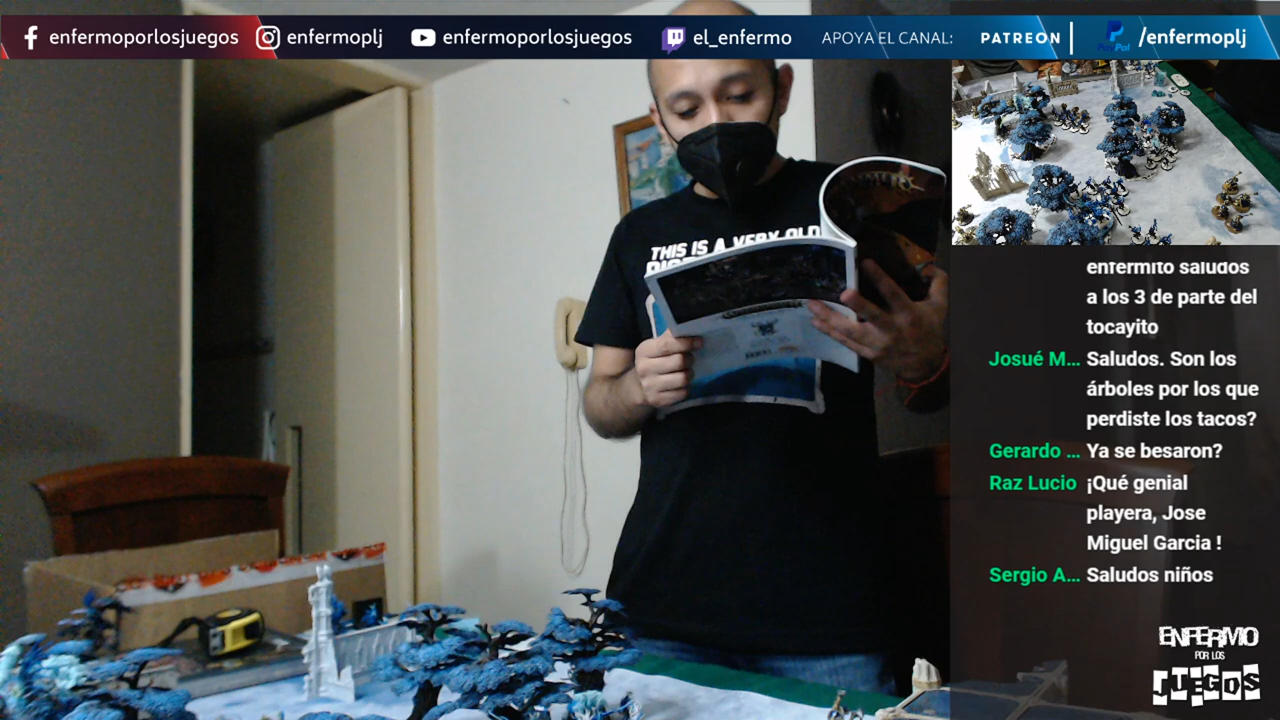 enfermoporlosjuegos enfermoplj enfermoporlosjuegos el_enfermo APOYA EL CANAL: PATREON PayPal /enfermoplj
THIS IS A VERY OLD
enfermito saludos
a los 3 de parte del
tocayito
Josué M... Saludos. Son los
árboles por los que
perdiste los tacos?
Gerardo ... Ya se besaron?
Raz Lucio ¡Qué genial
playera, Jose
Miguel Garcia !
Sergio A... Saludos niños
ENFERMO
POR LOS
JUEGOS